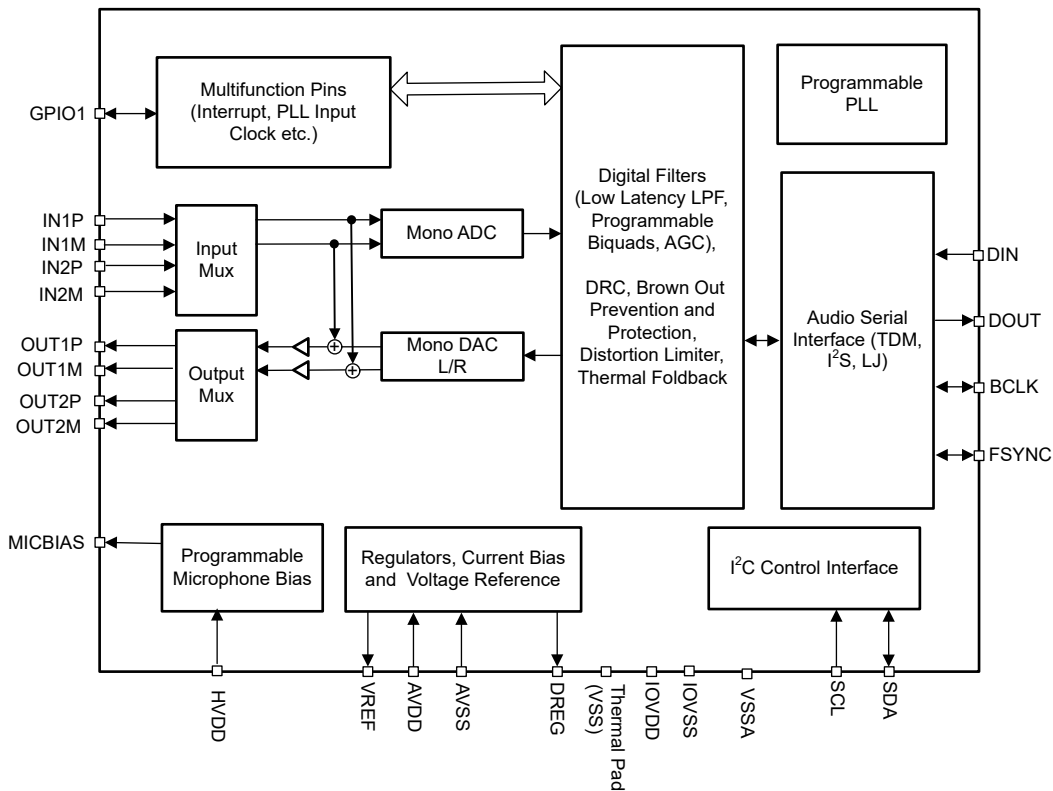 Multifunction Pins
(Interrupt, PLL Input
Clock etc.)
Programmable
PLL
GPIO1
Digital Filters
(Low Latency LPF,
Programmable
Biquads, AGC),
DRC, Brown Out
Prevention and
Protection,
Distortion Limiter,
Thermal Foldback
IN1P
IN1M
IN2P
IN2M
Input
Mux
Mono ADC
OUT1P
OUT1M
OUT2P
OUT2M
Output
Mux
Mono DAC
L/R
Audio Serial
Interface (TDM,
I²S, LJ)
DIN
DOUT
BCLK
FSYNC
MICBIAS
Programmable
Microphone Bias
Regulators, Current Bias
and Voltage Reference
I²C Control Interface
HVDD
VREF
AVDD
AVSS
DREG
Thermal Pad
(VSS)
IOVDD
IOVSS
VSSA
SCL
SDA